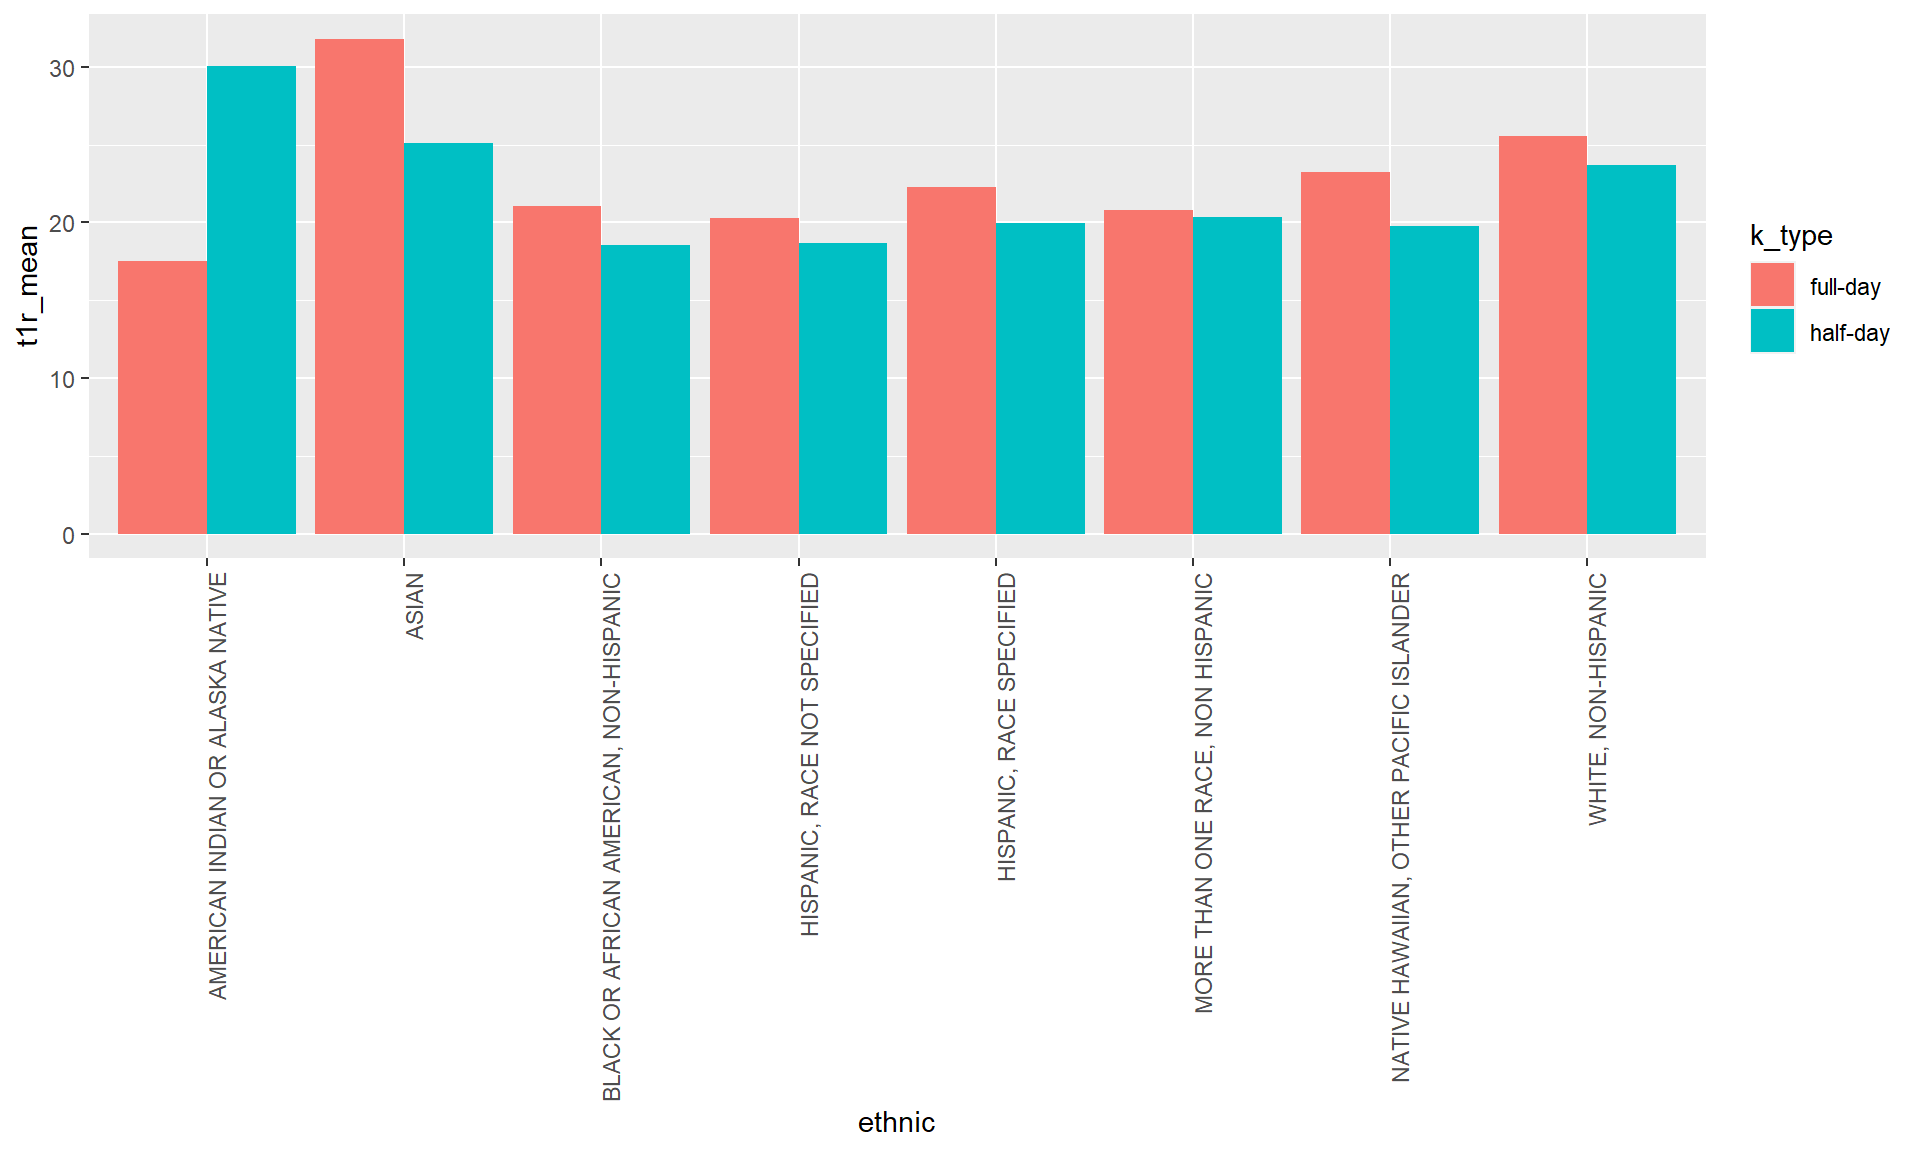 30
20
10
0
t1r_mean
AMERICAN INDIAN OR ALASKA NATIVE
ASIAN
BLACK OR AFRICAN AMERICAN, NON-HISPANIC
HISPANIC, RACE NOT SPECIFIED
HISPANIC, RACE SPECIFIED
MORE THAN ONE RACE, NON HISPANIC
NATIVE HAWAIIAN, OTHER PACIFIC ISLANDER
WHITE, NON-HISPANIC
ethnic
k_type
full-day
half-day